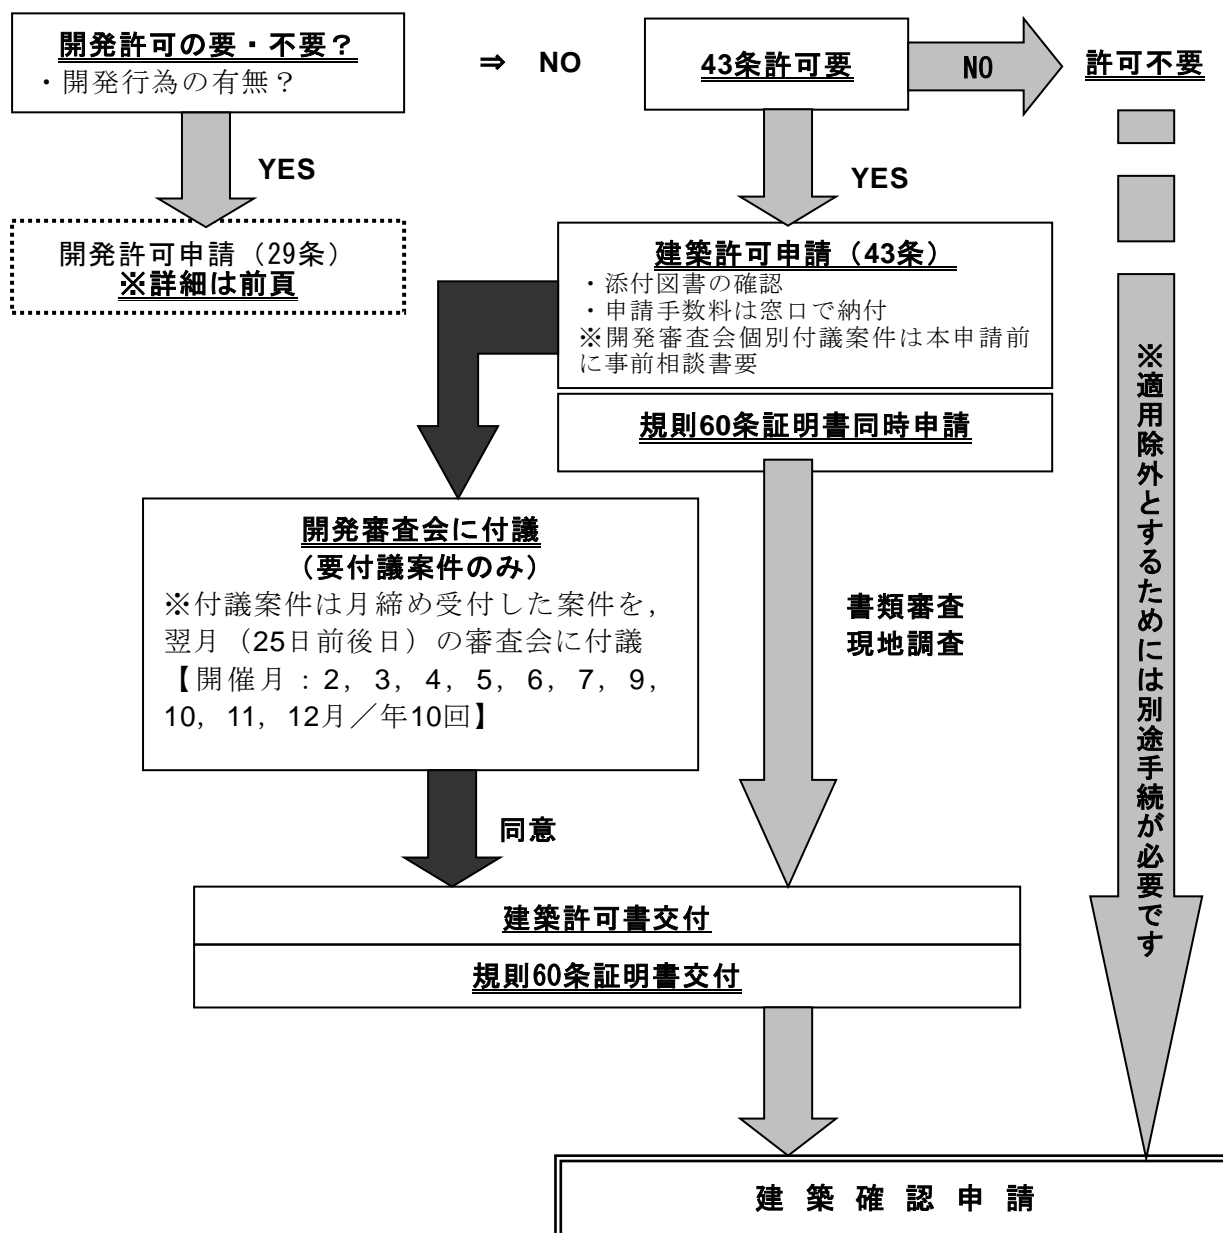 開発許可の要・不要？
・開発行為の有無？
⇒ NO
43条許可要
NO
許可不要
YES
YES
開発許可申請（29条）
※詳細は前頁
建築許可申請（43条）
・添付図書の確認
・申請手数料は窓口で納付
※開発審査会個別付議案件は本申請前
に事前相談書要
規則60条証明書同時申請
※適用除外とするためには別途手続が必要です
開発審査会に付議
（要付議案件のみ）
※付議案件は月締め受付した案件を，
翌月（25日前後日）の審査会に付議
【開催月：2，3，4，5，6，7，9，
10，11，12月／年10回】
書類審査
現地調査
同意
建築許可書交付
規則60条証明書交付
建築確認申請